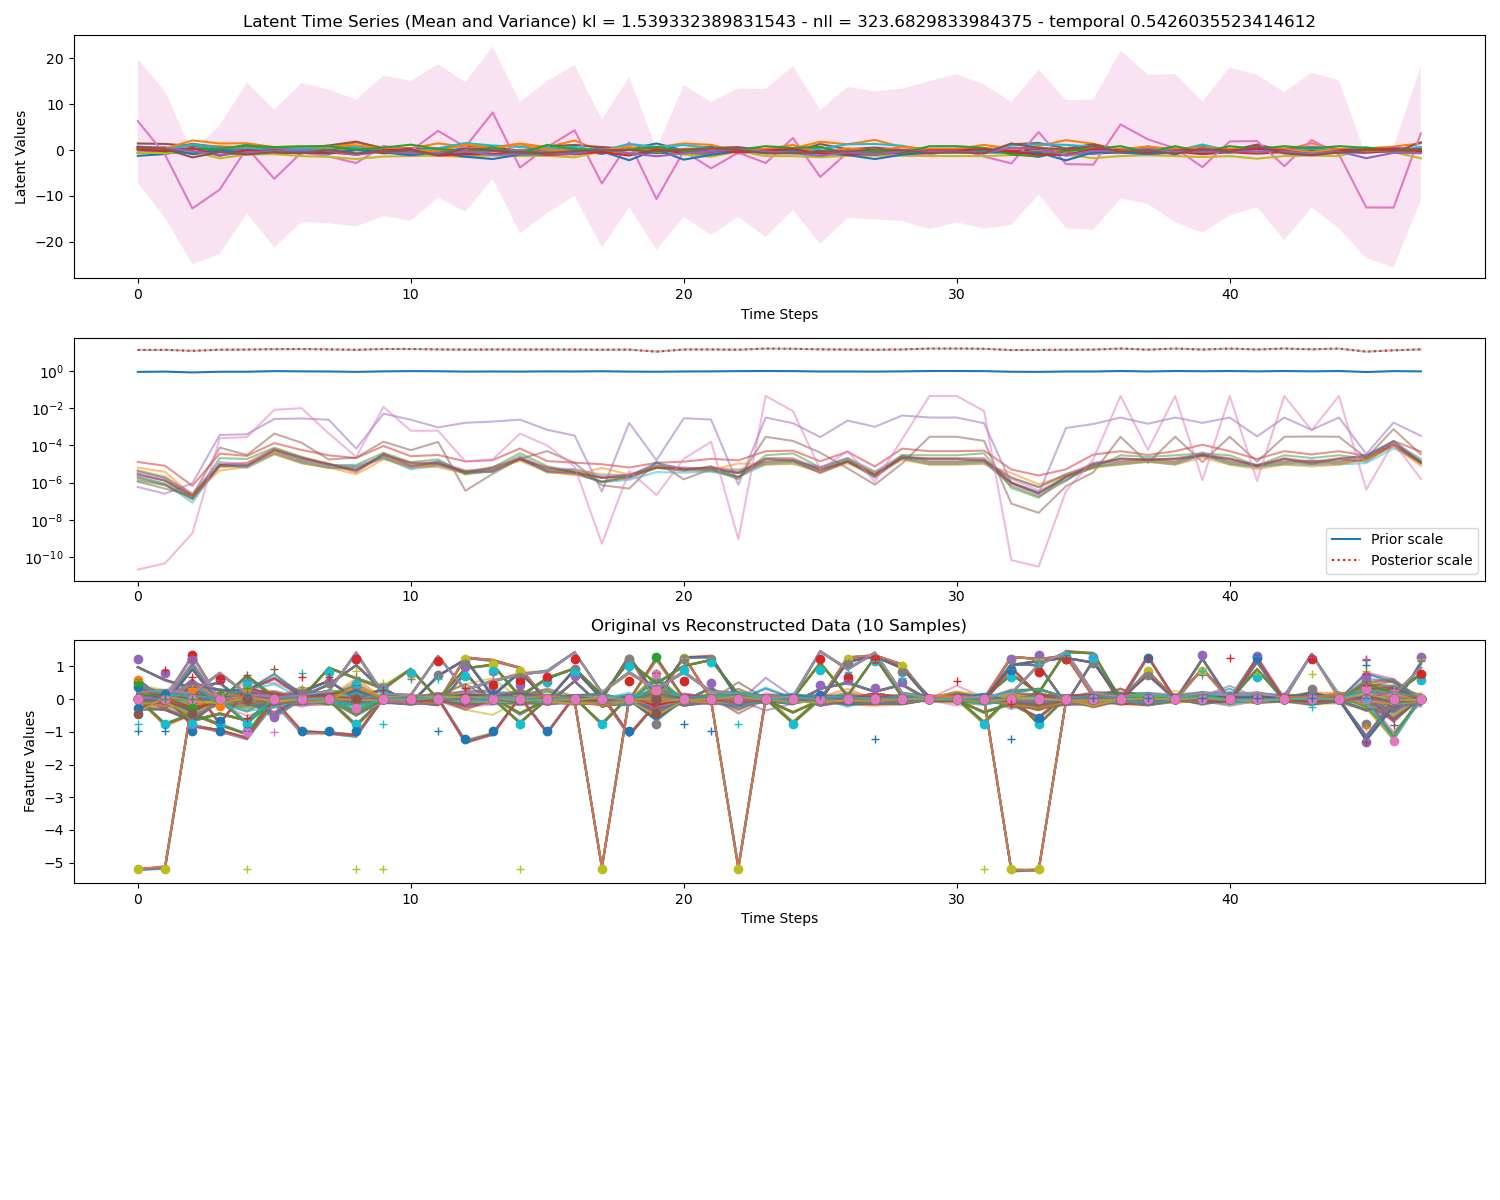 Latent Time Series (Mean and Variance) kl = 1.539332389831543 - nll = 323.6829833984375 - temporal 0.5426035523414612
20
10
0
−10
−20
Latent Values
0 10 20 30 40
Time Steps
10^0
10^−2
10^−4
10^−6
10^−8
10^−10
Prior scale
Posterior scale
0 10 20 30 40
Original vs Reconstructed Data (10 Samples)
1
0
−1
−2
−3
−4
−5
Feature Values
0 10 20 30 40
Time Steps